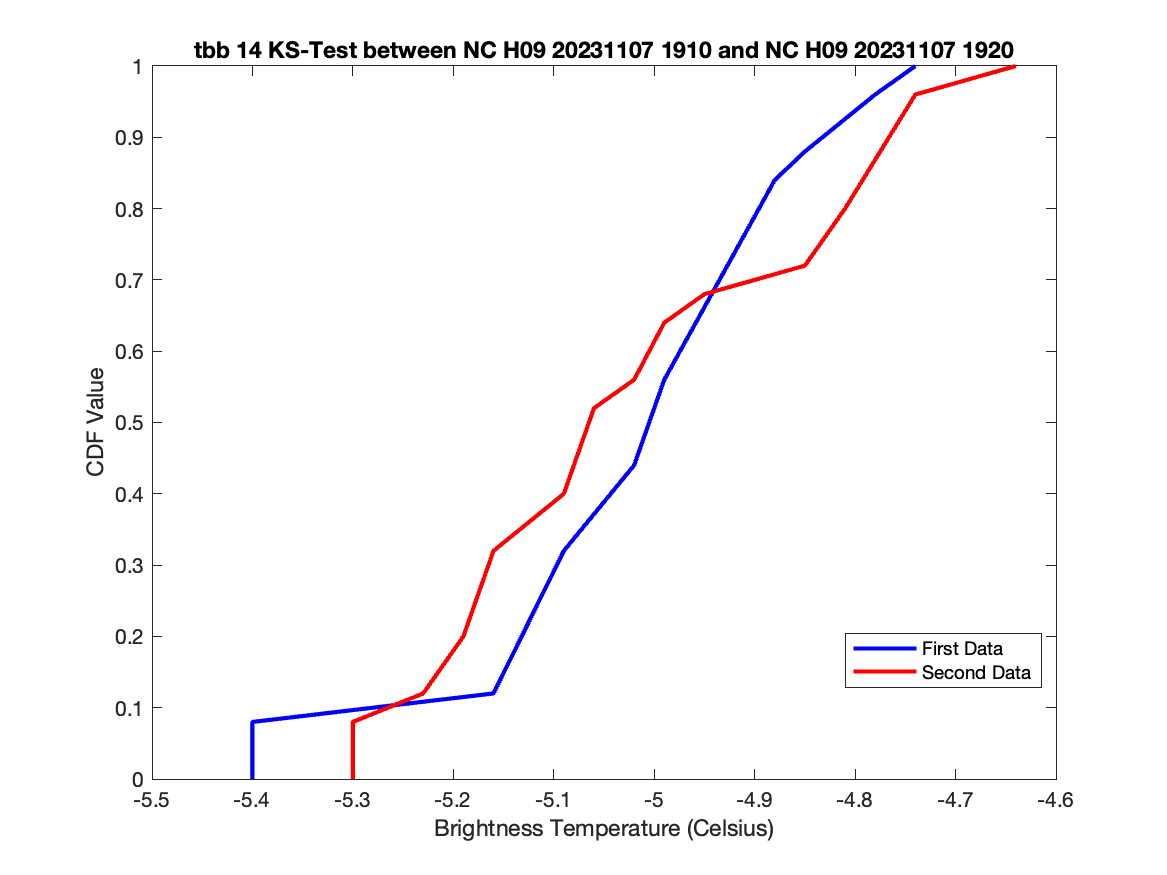 tbb 14 KS-Test between NC H09 20231107 1910 and NC H09 20231107 1920
1
0.9
0.8
0.7
0.6
0.5
0.4
0.3
0.2
0.1
0
CDF Value
First Data
Second Data
-5.5 -5.4 -5.3 -5.2 -5.1 -5 -4.9 -4.8 -4.7 -4.6
Brightness Temperature (Celsius)